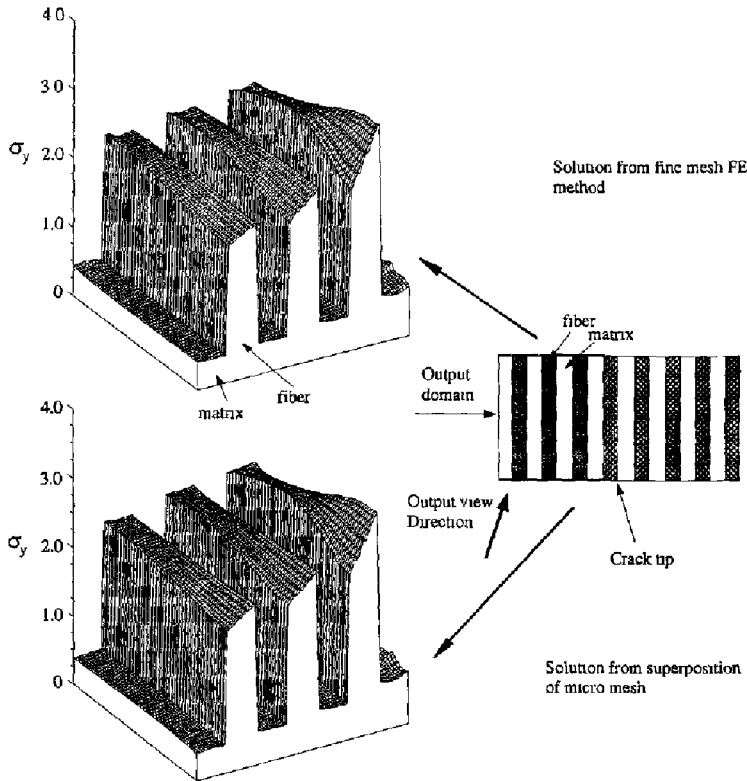 4.0
3.0
σy
2.0
1.0
0
Solution from fine mesh FE
method
fiber
matrix
fiber
matrix
Output
domain
4.0
3.0
σy
2.0
1.0
0
Output view
Direction
Crack tip
Solution from superposition
of micro mesh